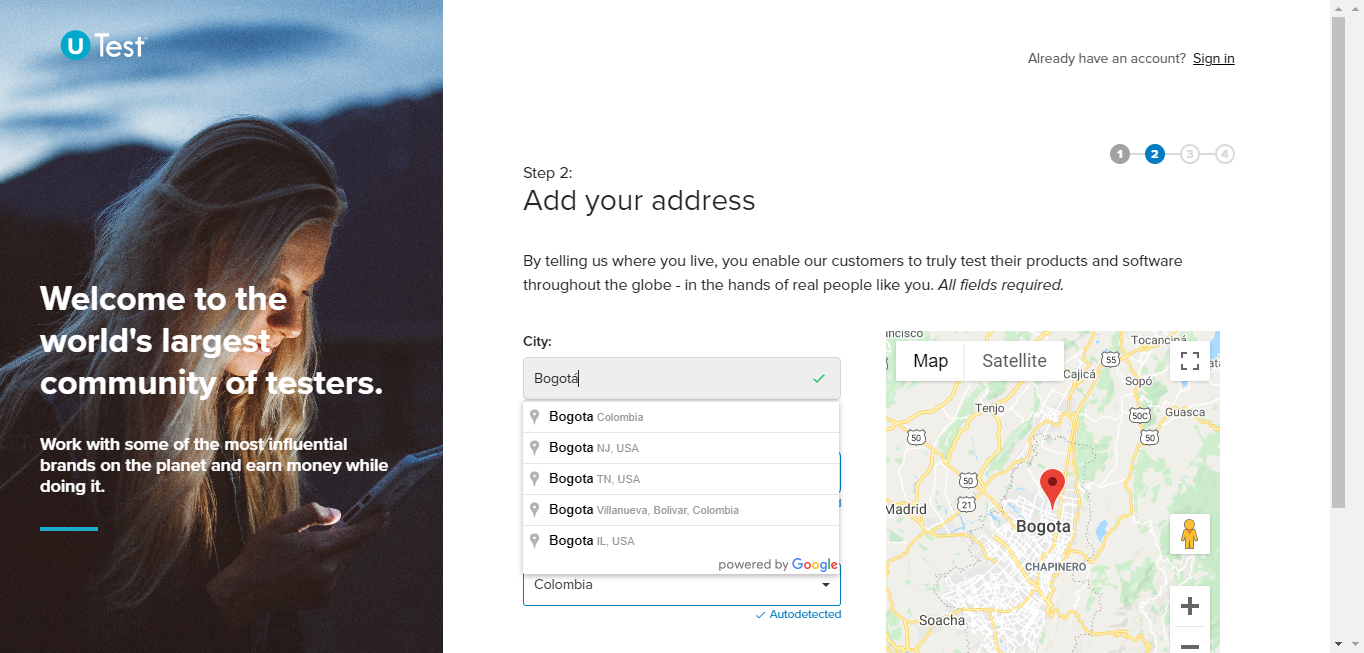 U Test
Already have an account? Sign in
1 2 3 4
Step 2:
Add your address
By telling us where you live, you enable our customers to truly test their products and software
throughout the globe - in the hands of real people like you. All fields required.
Welcome to the
world's largest
community of testers.
Work with some of the most influential
brands on the planet and earn money while
doing it.
City:
Bogotá
Bogota Colombia
Bogota NJ, USA
Bogota TN, USA
Bogota Villanueva, Bolivar, Colombia
Bogota IL, USA
powered by Google
Colombia
Autodetected
Map Satellite
Tocancipá
55
Cajicá
Sopó
Tenjo
50C
Guasca
50
50
50
21
Madrid
Bogota
CHAPINERO
Soacha